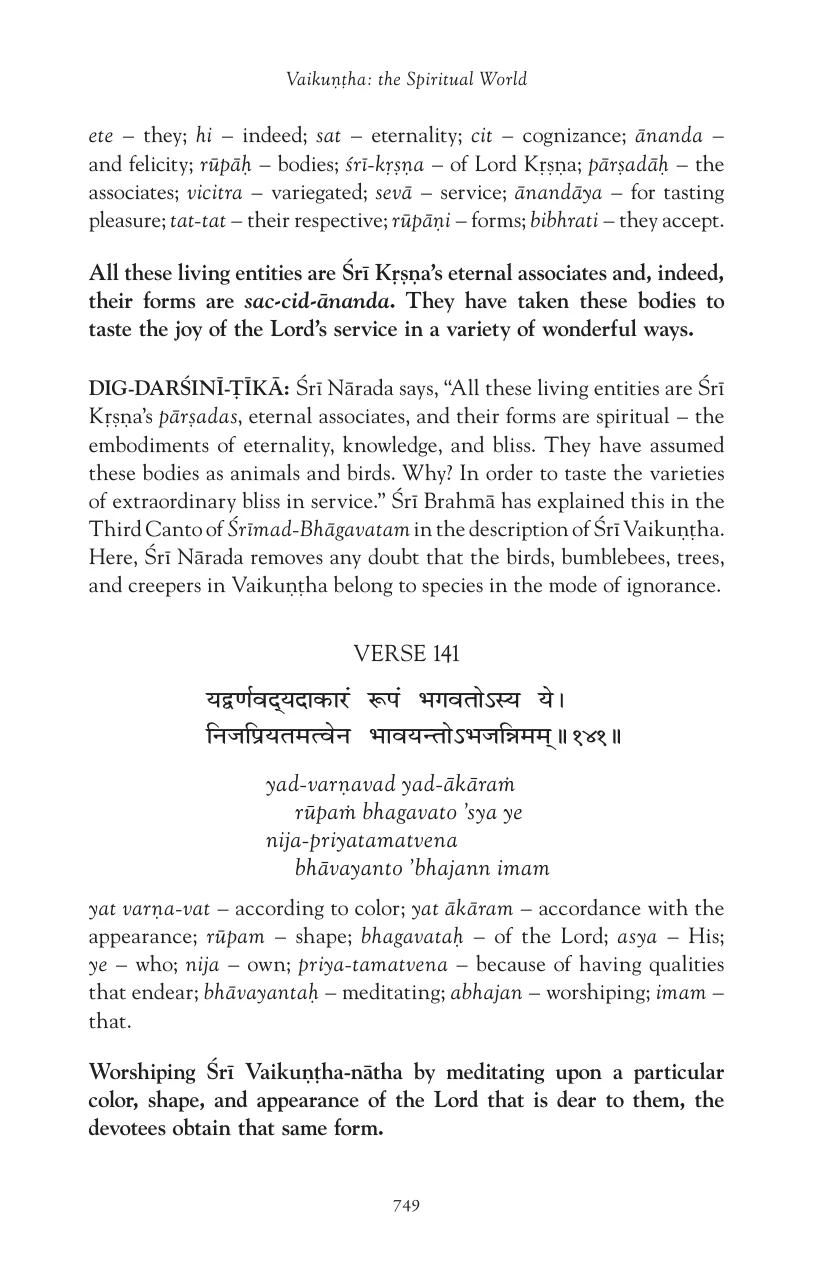 Vaikuṇṭha: the Spiritual World
ete – they; hi – indeed; sat – eternality; cit – cognizance; ānanda –
and felicity; rūpāḥ – bodies; śrī-kṛṣṇa – of Lord Kṛṣṇa; pārṣadāḥ – the
associates; vicitra – variegated; sevā – service; ānandāya – for tasting
pleasure; tat-tat – their respective; rūpāṇi – forms; bibhrati – they accept.
All these living entities are Śrī Kṛṣṇa’s eternal associates and, indeed,
their forms are sac-cid-ānanda. They have taken these bodies to
taste the joy of the Lord’s service in a variety of wonderful ways.
DIG-DARŚINĪ-ṬĪKĀ: Śrī Nārada says, “All these living entities are Śrī
Kṛṣṇa’s pārṣadas, eternal associates, and their forms are spiritual – the
embodiments of eternality, knowledge, and bliss. They have assumed
these bodies as animals and birds. Why? In order to taste the varieties
of extraordinary bliss in service.” Śrī Brahmā has explained this in the
Third Canto of Śrīmad-Bhāgavatam in the description of Śrī Vaikuṇṭha.
Here, Śrī Nārada removes any doubt that the birds, bumblebees, trees,
and creepers in Vaikuṇṭha belong to species in the mode of ignorance.
VERSE 141
यद्वर्णवद्यदाकारं रूपं भगवतोऽस्य ये।
निजप्रियतमत्वेन भावयन्तोऽभजन्निमम्॥१४१॥
yad-varṇavad yad-ākāraṁ
rūpaṁ bhagavato ’sya ye
nija-priyatamatvena
bhāvayanto ’bhajann imam
yat varṇa-vat – according to color; yat ākāram – accordance with the
appearance; rūpam – shape; bhagavataḥ – of the Lord; asya – His;
ye – who; nija – own; priya-tamatvena – because of having qualities
that endear; bhāvayantaḥ – meditating; abhajan – worshiping; imam –
that.
Worshiping Śrī Vaikuṇṭha-nātha by meditating upon a particular
color, shape, and appearance of the Lord that is dear to them, the
devotees obtain that same form.
749